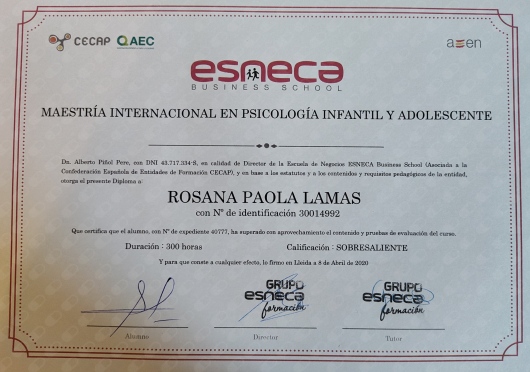 CECAP AEC
aeen
esneca
BUSINESS SCHOOL
MAESTRÍA INTERNACIONAL EN PSICOLOGÍA INFANTIL Y ADOLESCENTE
Dn. Alberto Piñol Pere, con DNI 43.717.334-S, en calidad de Director de la Escuela de Negocios ESNECA Business School (Asociada a la
Confederación Española de Entidades de Formación CECAP), y en base a los estatutos y a los contenidos y requisitos pedagógicos de la entidad,
otorga el presente Diploma a:
ROSANA PAOLA LAMAS
con Nº de identificación 30014992
Que certifica que el alumno, con Nº de expediente 40777, ha superado con aprovechamiento el contenido y pruebas de evaluación del curso.
Duración : 300 horas Calificación : SOBRESALIENTE
Y para que conste a cualquier efecto, lo firmo en Lleida a 8 de Abril de 2020
GRUPO GRUPO
esneca esneca
formación formación
Alumno Director Tutor